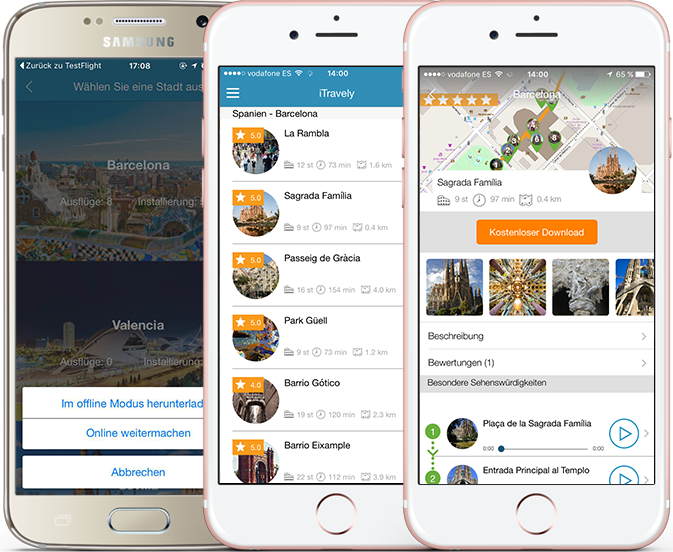 SAMSUNG
Zurück zu TestFlight 17:08
Wählen Sie eine Stadt aus
Barcelona
Ausflüge: 8 Installierung:
Valencia
Ausflüge: 0 Installierung:
Im offline Modus
Online weitermachen
Abbrechen
vodafone ES 14:00
iTravely
Spanien - Barcelona
5.0 La Rambla
12 st 73 min 1.6 km
5.0 Sagrada Família
9 st 97 min 0.4 km
5.0 Passeig de Gràcia
16 st 154 min 4.0 km
5.0 Park Güell
9 st 73 min 1.2 km
4.0 Barrio Gótico
19 st 120 min 2.3 km
5.0 Barrio Eixample
22 st 112 min 3.9 km
vodafone ES 14:00 65 %
Barcelona
Sagrada Família
9 st 97 min 0.4 km
Kostenloser Download
Beschreibung
Bewertungen (1)
Besondere Sehenswürdigkeiten
1 Plaça de la Sagrada Família
0:00 0:00
2 Entrada Principal al Templo